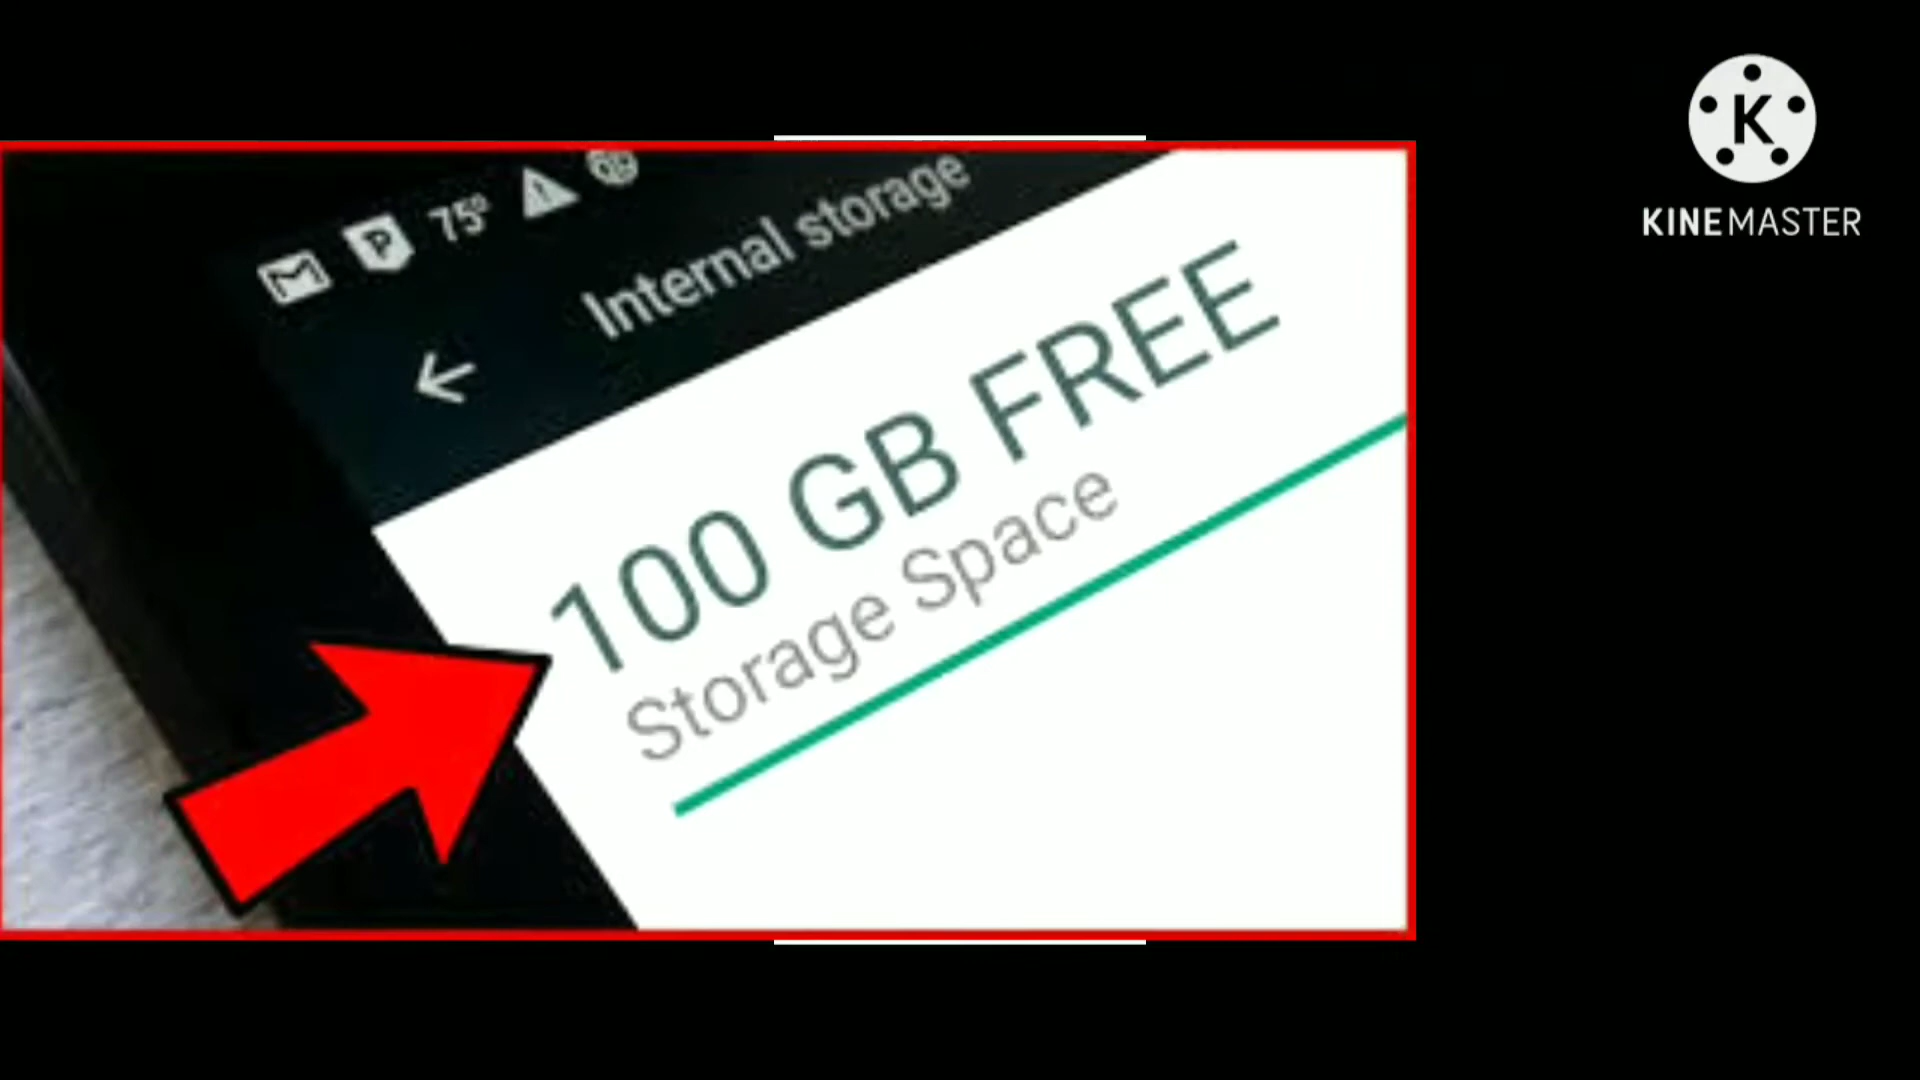 75°
Internal storage
100 GB FREE
Storage Space
K
KINEMASTER